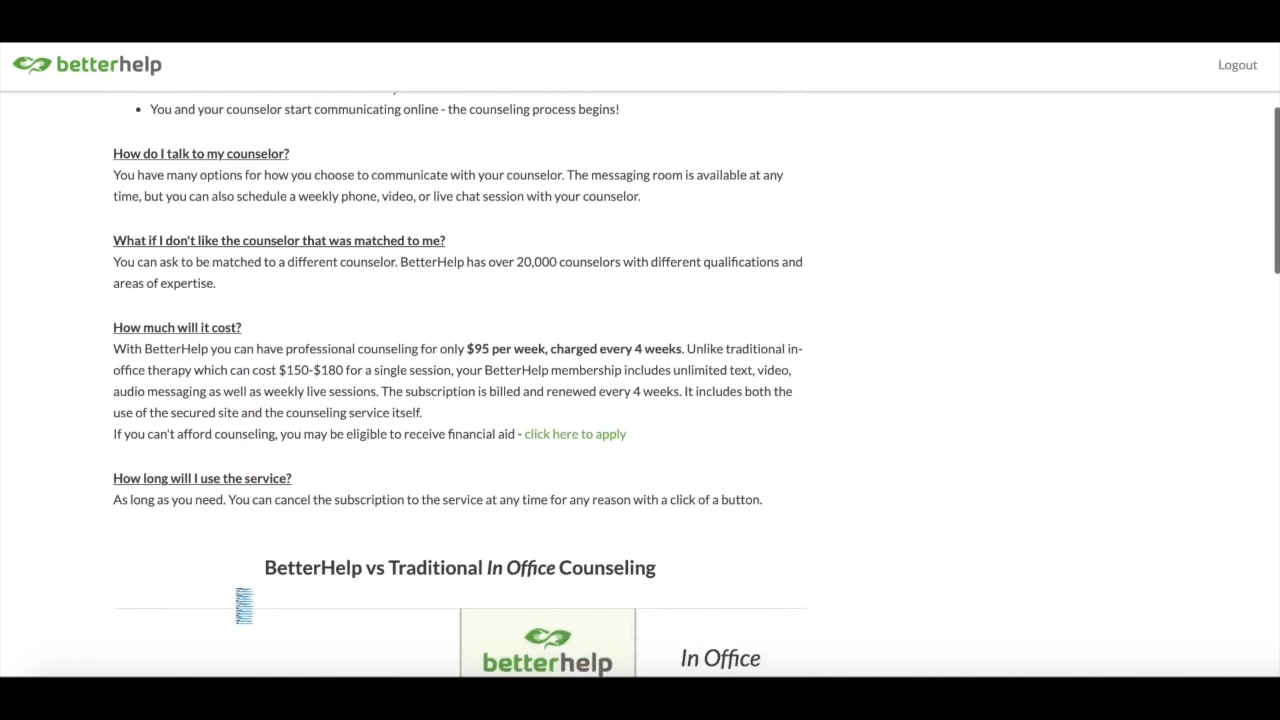 betterhelp
Logout
• You and your counselor start communicating online - the counseling process begins!
How do I talk to my counselor?
You have many options for how you choose to communicate with your counselor. The messaging room is available at any
time, but you can also schedule a weekly phone, video, or live chat session with your counselor.
What if I don't like the counselor that was matched to me?
You can ask to be matched to a different counselor. BetterHelp has over 20,000 counselors with different qualifications and
areas of expertise.
How much will it cost?
With BetterHelp you can have professional counseling for only $95 per week, charged every 4 weeks. Unlike traditional in-
office therapy which can cost $150-$180 for a single session, your BetterHelp membership includes unlimited text, video,
audio messaging as well as weekly live sessions. The subscription is billed and renewed every 4 weeks. It includes both the
use of the secured site and the counseling service itself.
If you can't afford counseling, you may be eligible to receive financial aid - click here to apply
How long will I use the service?
As long as you need. You can cancel the subscription to the service at any time for any reason with a click of a button.
BetterHelp vs Traditional In Office Counseling
betterhelp
In Office